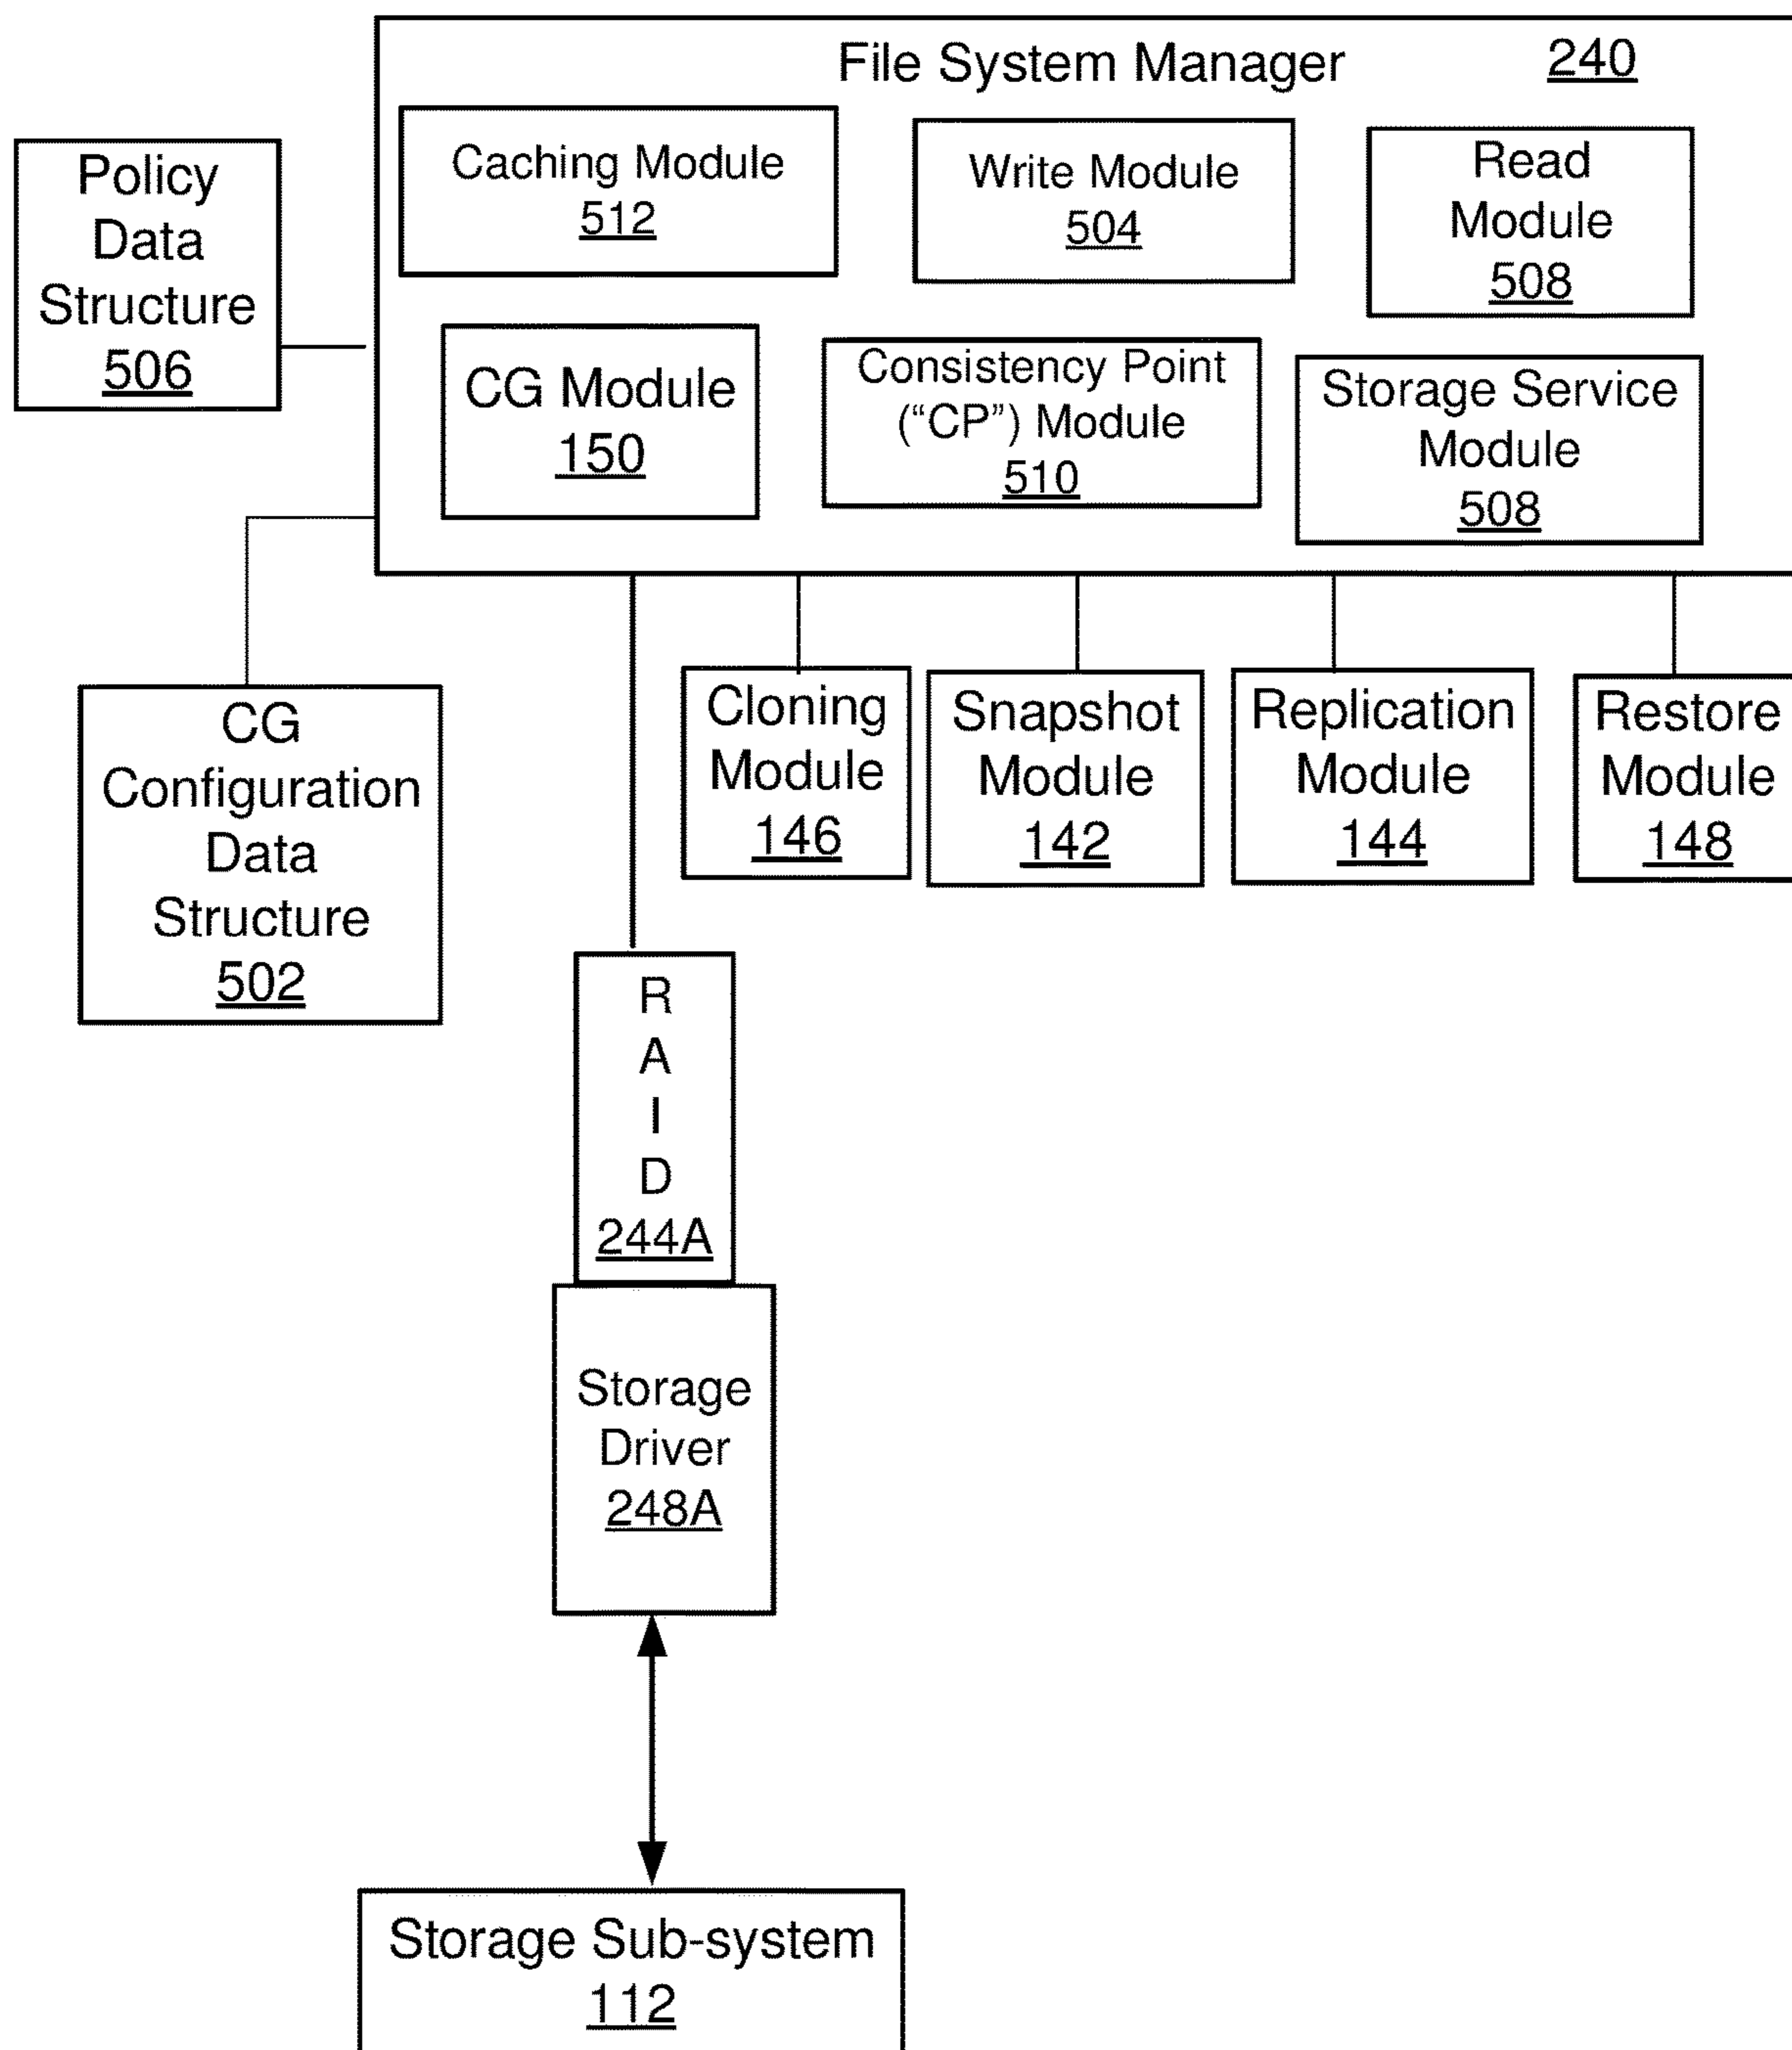 File System Manager 240
Policy
Data
Structure
506
Caching Module
512
Write Module
504
Read
Module
508
CG Module
150
Consistency Point
(“CP”) Module
510
Storage Service
Module
508
CG
Configuration
Data
Structure
502
Cloning
Module
146
Snapshot
Module
142
Replication
Module
144
Restore
Module
148
R
A
I
D
244A
Storage
Driver
248A
Storage Sub-system
112